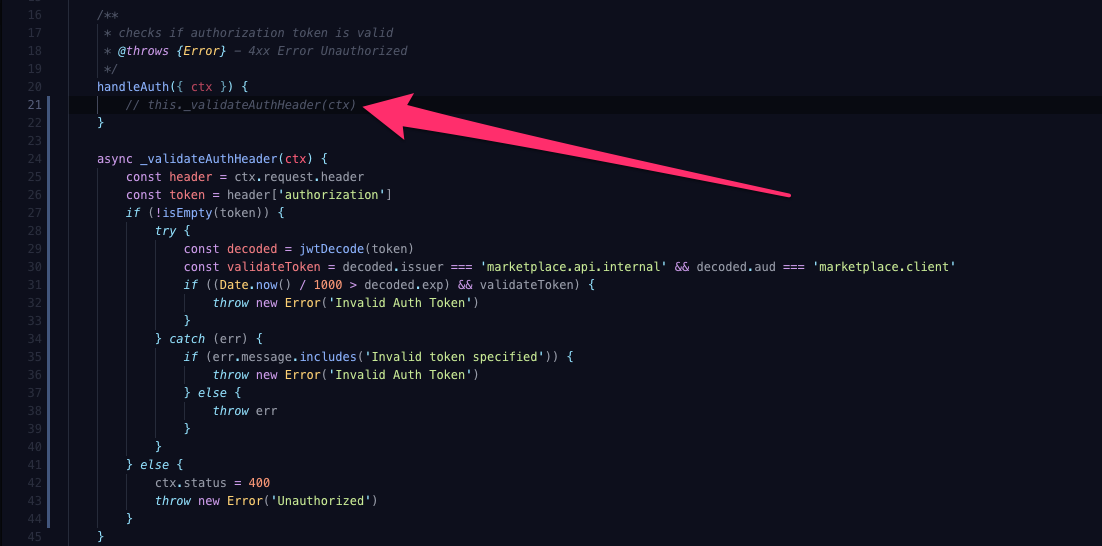 16 /**
17 * checks if authorization token is valid
18 * @throws {Error} – 4xx Error Unauthorized
19 */
20 handleAuth({ ctx }) {
21 // this._validateAuthHeader(ctx)
22 }
23
24 async _validateAuthHeader(ctx) {
25 const header = ctx.request.header
26 const token = header['authorization']
27 if (!isEmpty(token)) {
28 try {
29 const decoded = jwtDecode(token)
30 const validateToken = decoded.issuer === 'marketplace.api.internal' && decoded.aud === 'marketplace.client'
31 if ((Date.now() / 1000 > decoded.exp) && validateToken) {
32 throw new Error('Invalid Auth Token')
33 }
34 } catch (err) {
35 if (err.message.includes('Invalid token specified')) {
36 throw new Error('Invalid Auth Token')
37 } else {
38 throw err
39 }
40 }
41 } else {
42 ctx.status = 400
43 throw new Error('Unauthorized')
44 }
45 }